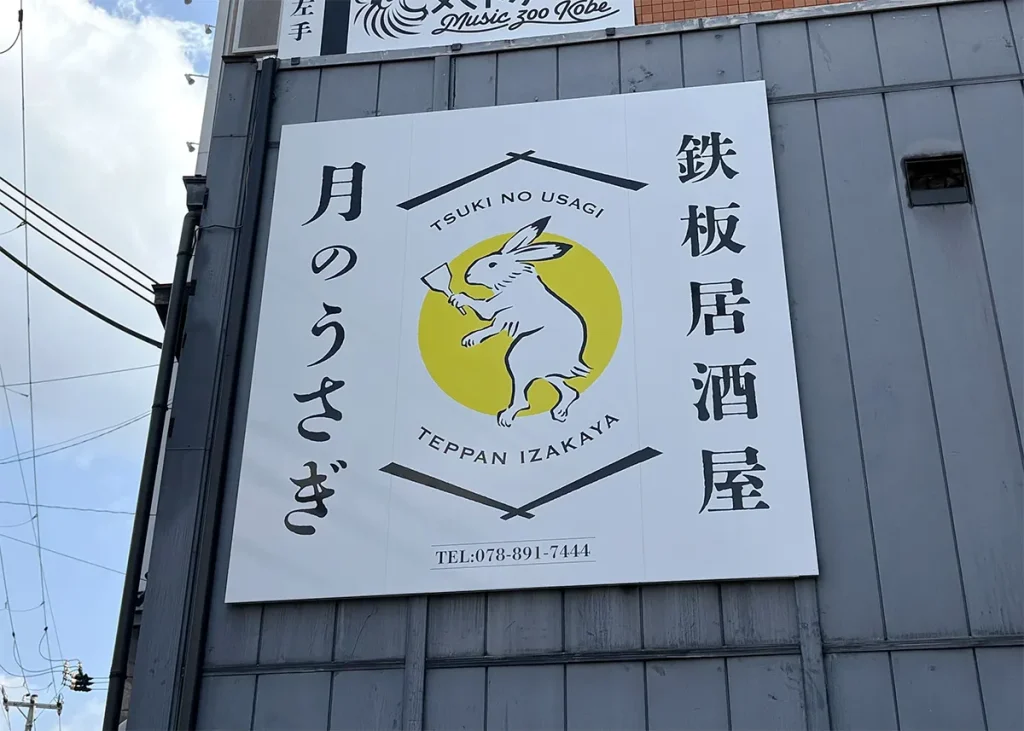 左手
Music Zoo Kobe
鉄板居酒屋
月のうさぎ
TSUKI NO USAGI
TEPPAN IZAKAYA
TEL:078-891-7444